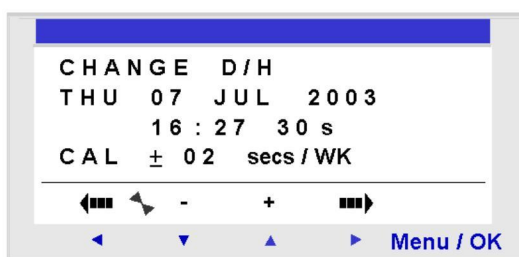 CHANGE D/H
THU 07 JUL 2003
16 : 27 30 s
CAL ± 02 secs / WK
- +
Menu / OK